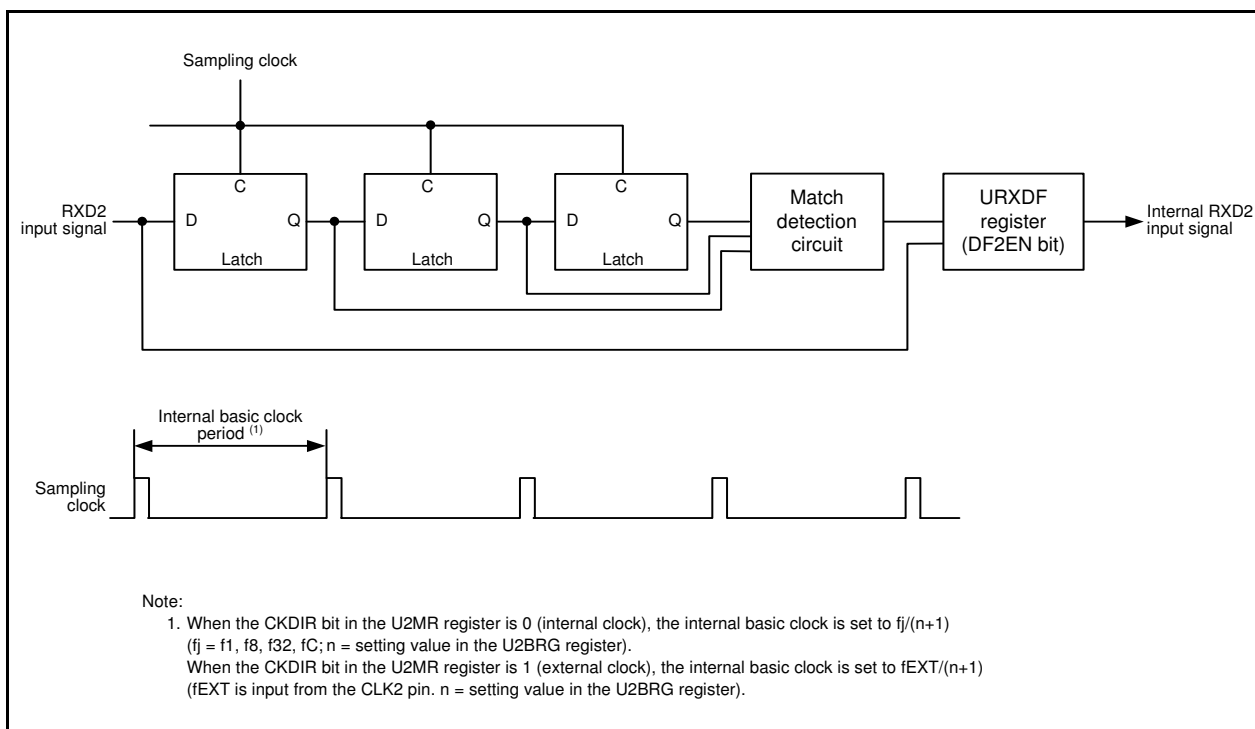 Sampling clock
RXD2
input signal
C
D
Q
Latch
C
D
Q
Latch
C
D
Q
Latch
Match
detection
circuit
URXDF
register
(DF2EN bit)
Internal RXD2
input signal
Internal basic clock
period (1)
Sampling
clock
Note:
1. When the CKDIR bit in the U2MR register is 0 (internal clock), the internal basic clock is set to fj/(n+1)
(fj = f1, f8, f32, fC; n = setting value in the U2BRG register).
When the CKDIR bit in the U2MR register is 1 (external clock), the internal basic clock is set to fEXT/(n+1)
(fEXT is input from the CLK2 pin. n = setting value in the U2BRG register).